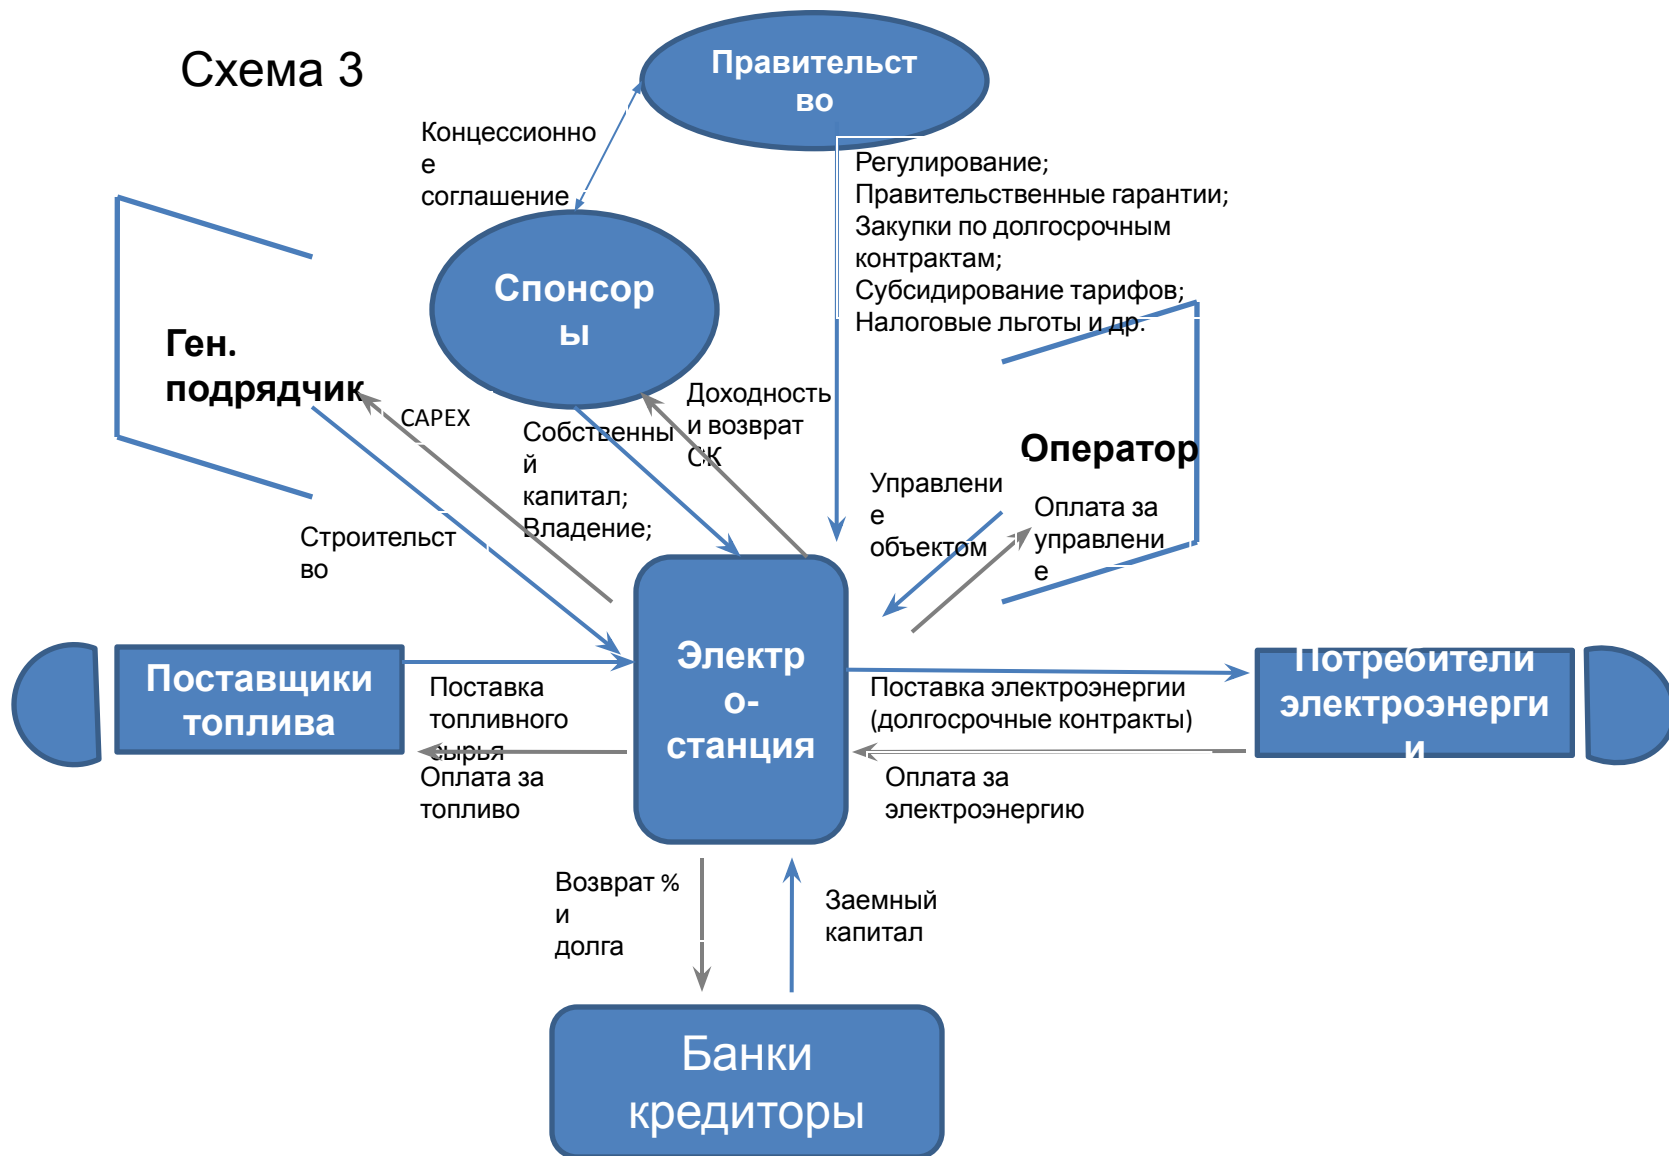 Схема 3
Правительст
во
Концессионно
е
соглашение
Регулирование;
Правительственные гарантии;
Закупки по долгосрочным
контрактам;
Субсидирование тарифов;
Налоговые льготы и др.
Спонсор
ы
Ген.
подрядчик
CAPEX
Собственны
й
капитал;
Владение;
Доходность
и возврат
СК
Оператор
Управлени
е
объектом
Оплата за
управлени
е
Строительст
во
Поставщики
топлива
Поставка
топливного
сырья
Оплата за
топливо
Электр
о-
станция
Поставка электроэнергии
(долгосрочные контракты)
Оплата за
электроэнергию
Потребители
электроэнерги
и
Возврат %
и
долга
Заемный
капитал
Банки
кредиторы